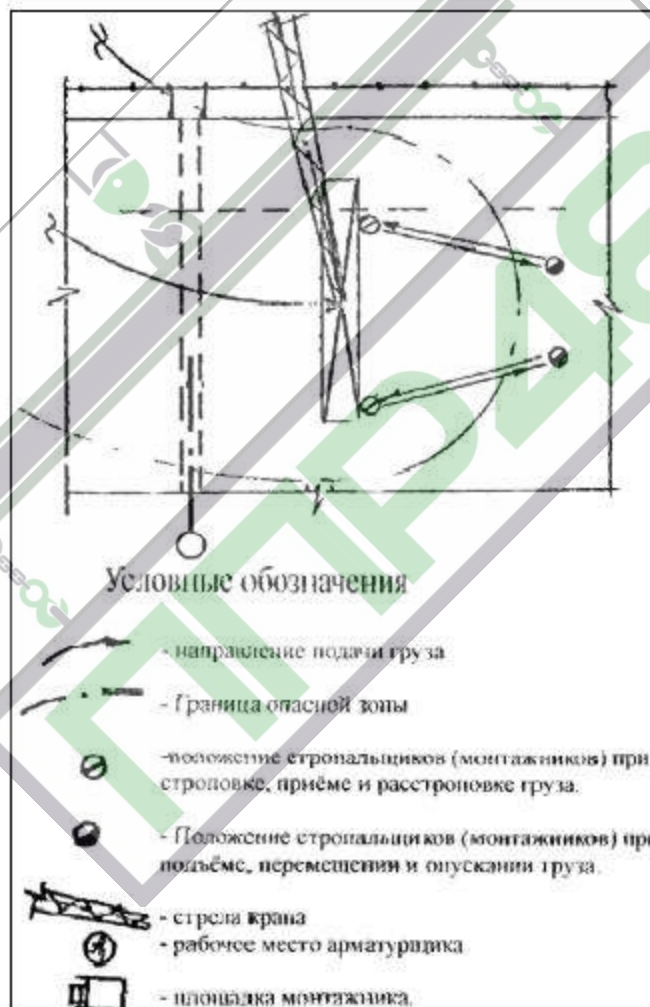 Условные обозначения
- направление подачи груза
- Граница опасной зоны
-положение стропальщиков (монтажников) при
строповке, приёме и расстроповке груза.
- Положение стропальщиков (монтажников) при
подъёме, перемещении и опускании груза.
- стрела крана
- рабочее место арматурщика
- площадка монтажника.
ППР48